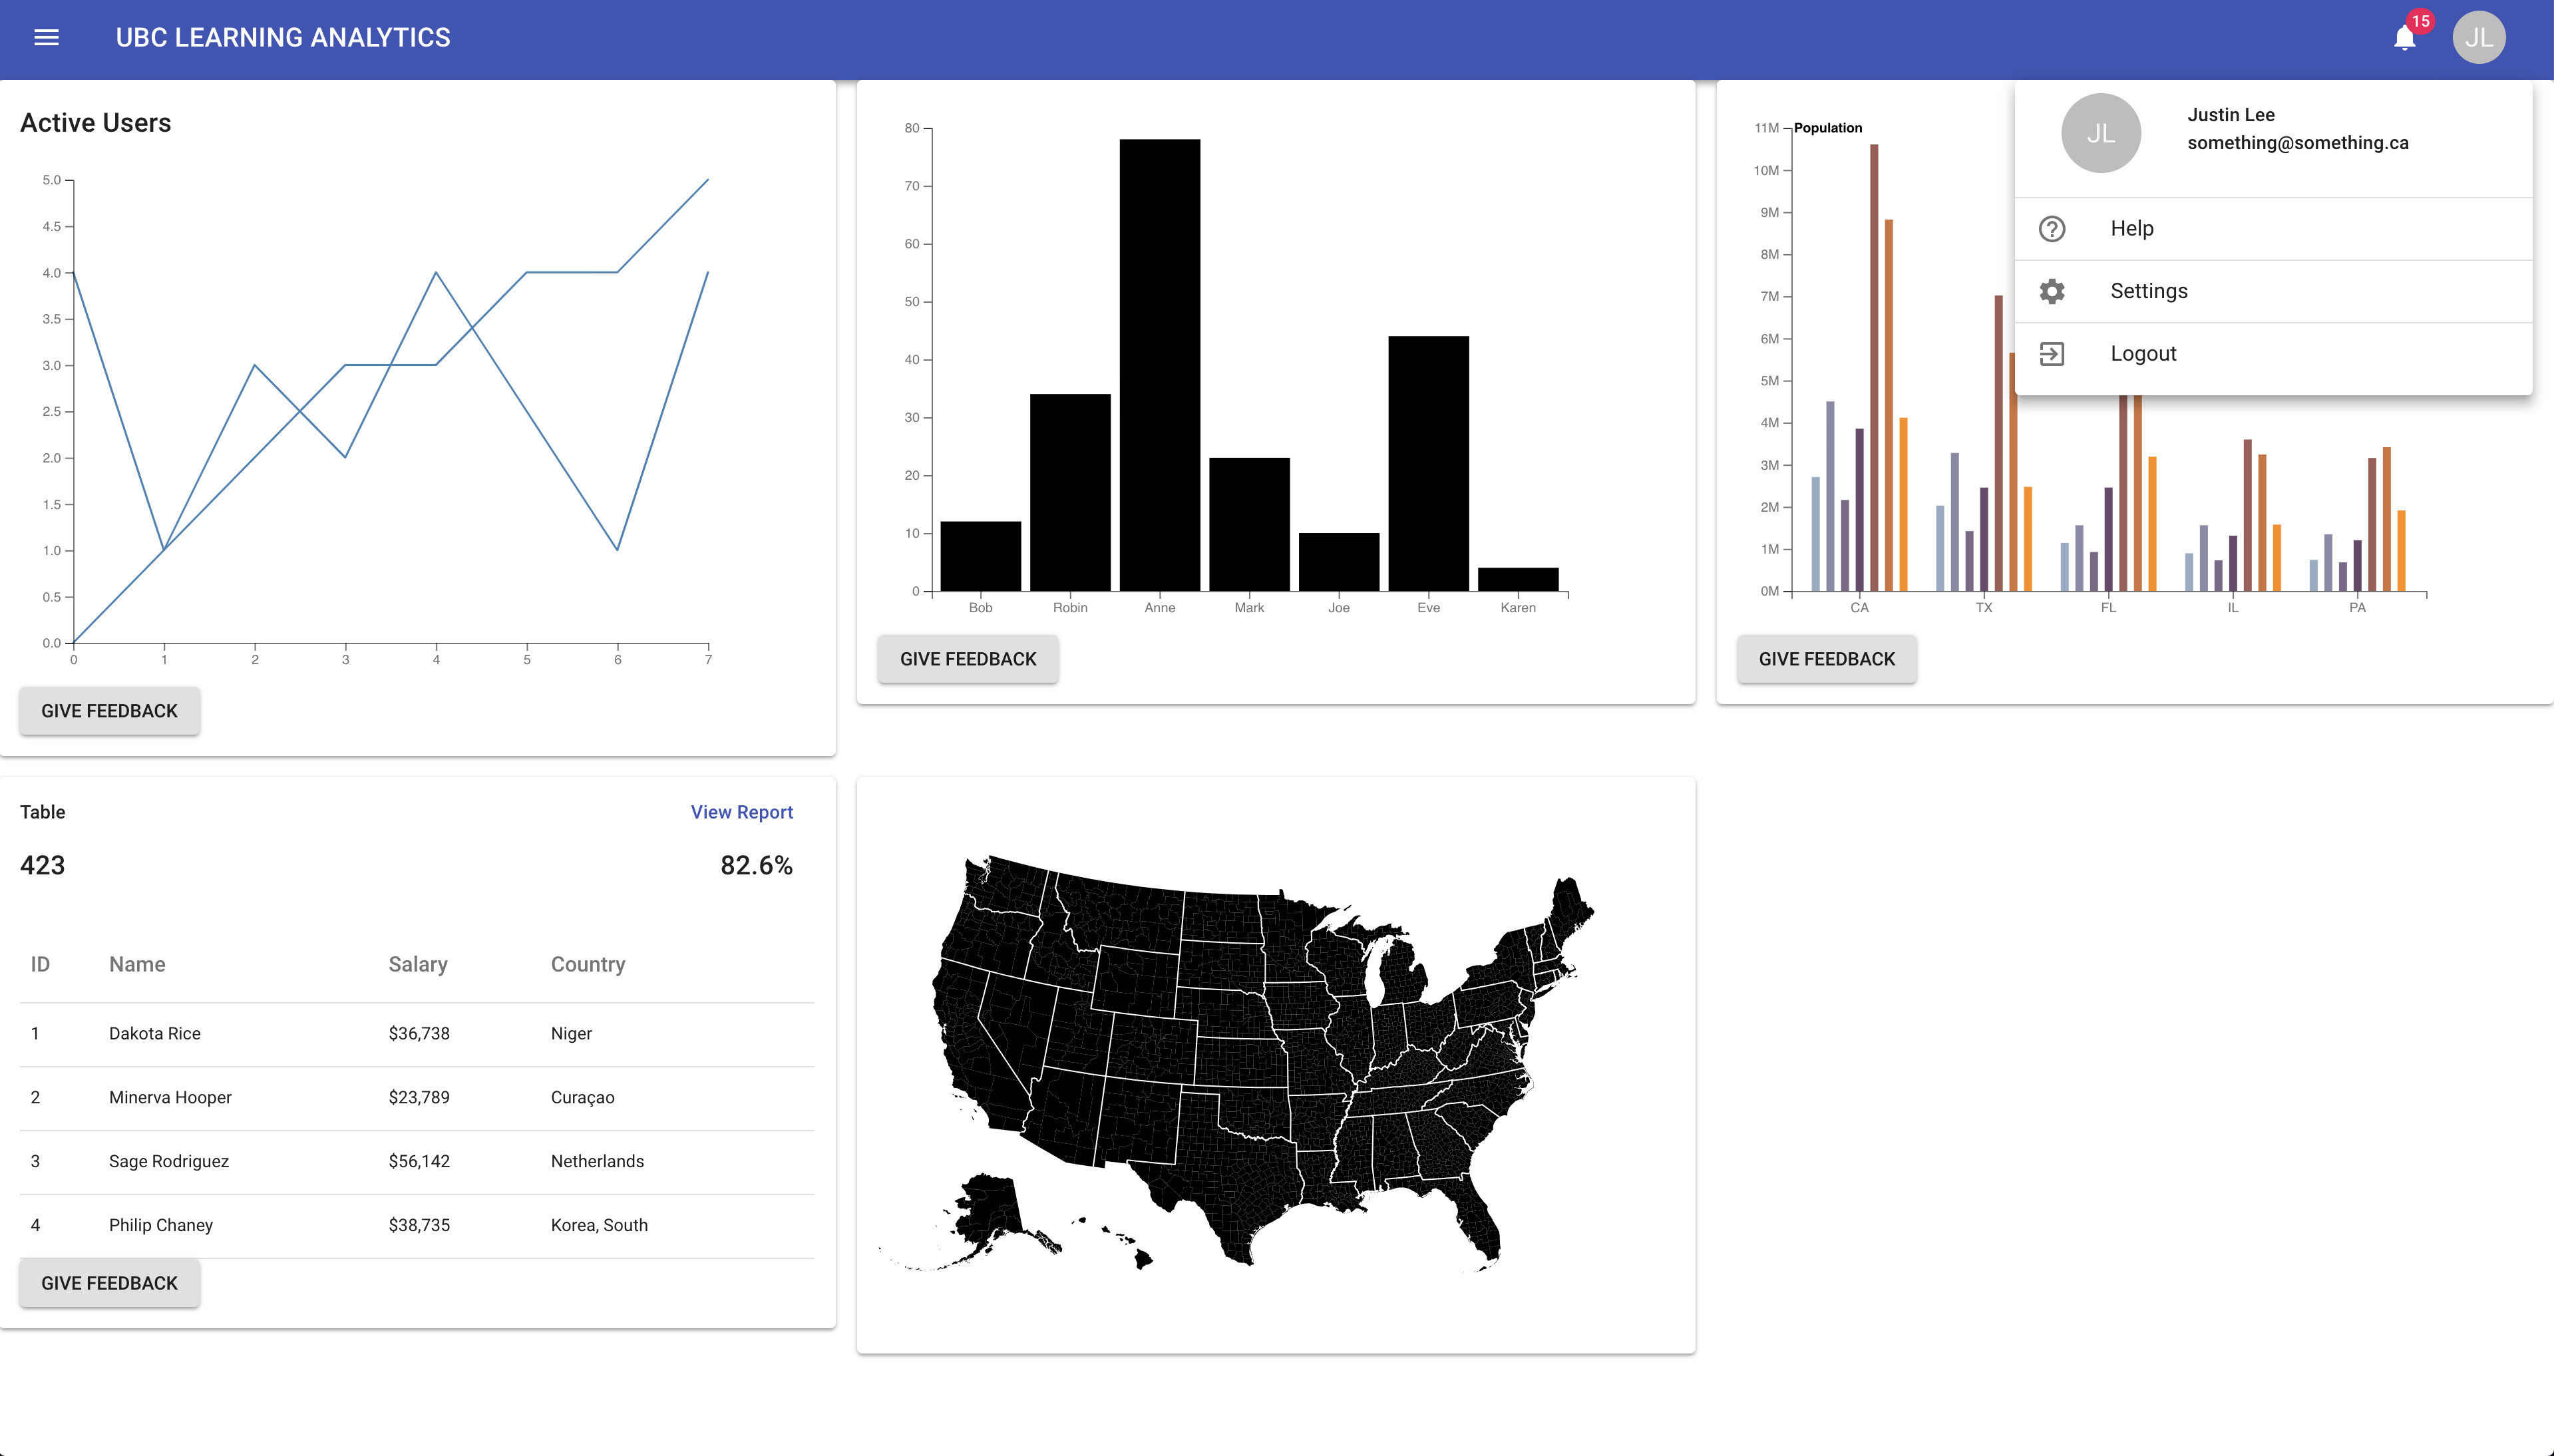 UBC LEARNING ANALYTICS
15
JL
Active Users
5.0
4.5
4.0
3.5
3.0
2.5
2.0
1.5
1.0
0.5
0.0
0 1 2 3 4 5 6 7
GIVE FEEDBACK
80
70
60
50
40
30
20
10
0
Bob Robin Anne Mark Joe Eve Karen
GIVE FEEDBACK
11M Population
10M
9M
8M
7M
6M
5M
4M
3M
2M
1M
0M
CA TX FL IL PA
GIVE FEEDBACK
JL
Justin Lee
something@something.ca
Help
Settings
Logout
Table View Report
423 82.6%
ID Name Salary Country
1 Dakota Rice $36,738 Niger
2 Minerva Hooper $23,789 Curaçao
3 Sage Rodriguez $56,142 Netherlands
4 Philip Chaney $38,735 Korea, South
GIVE FEEDBACK